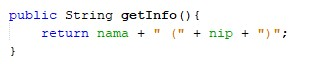 public String getInfo(){
    return nama + " (" + nip + ")";
}